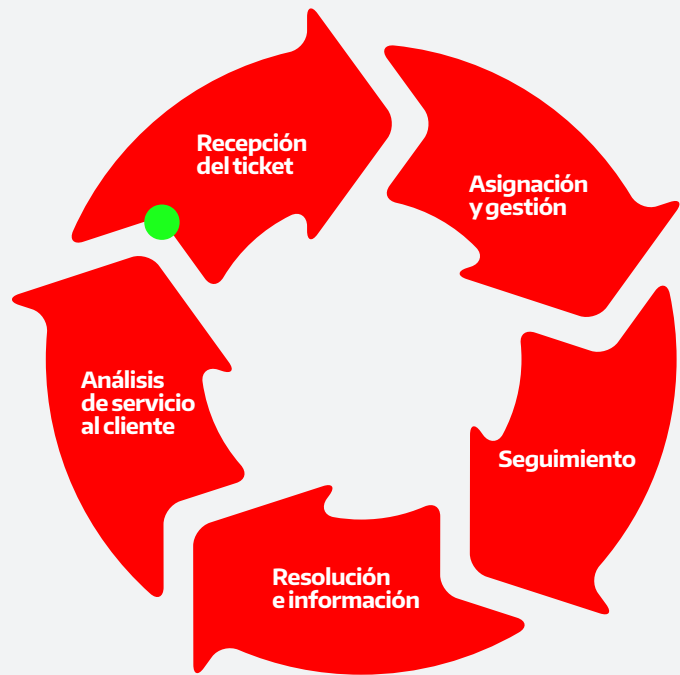 Recepción
del ticket
Asignación
y gestión
Seguimiento
Resolución
e información
Análisis
de servicio
al cliente